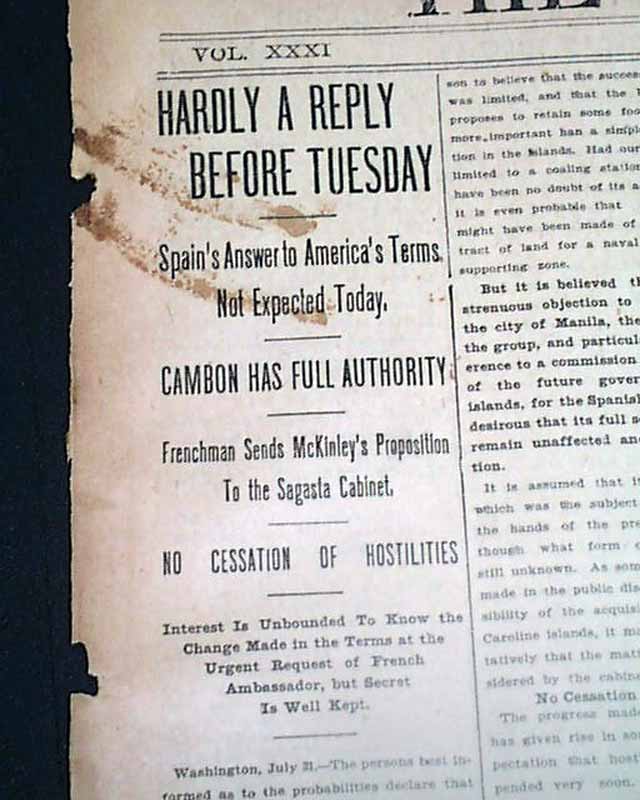 THE
VOL. XXXI
HARDLY A REPLY
BEFORE TUESDAY
Spain's Answer to America's Terms
Not Expected Today.
CAMBON HAS FULL AUTHORITY
Frenchman Sends McKinley's Proposition
To the Sagasta Cabinet.
NO CESSATION OF HOSTILITIES
Interest Is Unbounded To Know the
Change Made in the Terms at the
Urgent Request of French
Ambassador, but Secret
Is Well Kept.
Washington, July 31.—The persons best in-
formed as to the probabilities declare that
son to believe that the success
was limited, and that the
proposes to retain some foo
more important han a simple
tion in the islands. Had our
limited to a coaling station
have been no doubt of its a
it is even probable that
might have been made of
tract of land for a naval
supporting zone.
But it is believed th
strenuous objection to
the city of Manila, the
the group, and particul
erence to a commission
of the future gover
islands, for the Spanish
desirous that its full s
remain unaffected an
tion.
It is assumed that i
which was the subject
the hands of the pre
though what form
still unknown. As som
made in the public dis
sibility of the acquis
Caroline islands, it m
tatively that the mat
sidered by the cabine
No Cessation
The progress made
has given rise in so
pectation that host
pended very soon.